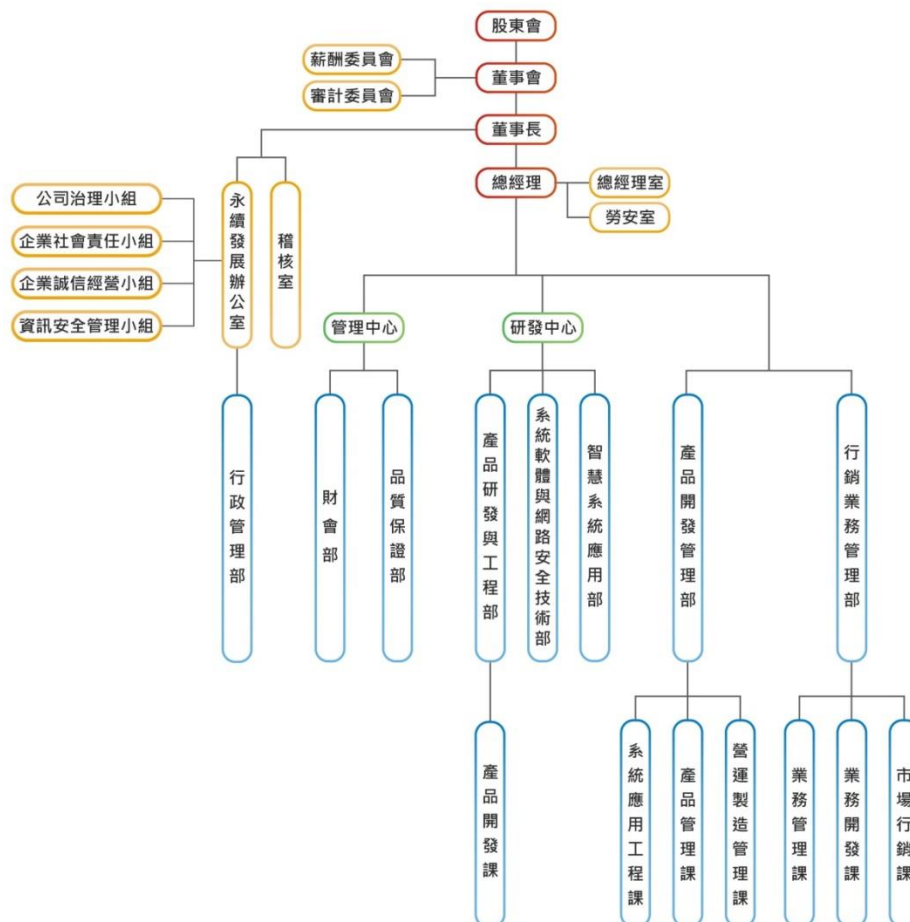 股東會
薪酬委員會
董事會
審計委員會
董事長
總經理
總經理室
勞安室
永續發展辦公室
稽核室
公司治理小組
企業社會責任小組
企業誠信經營小組
資訊安全管理小組
管理中心
研發中心
行政管理部
財會部
品質保證部
產品研發與工程部
系統軟體與網路安全技術部
智慧系統應用部
產品開發管理部
行銷業務管理部
產品開發課
系統應用工程課
產品管理課
營運製造管理課
業務管理課
業務開發課
市場行銷課